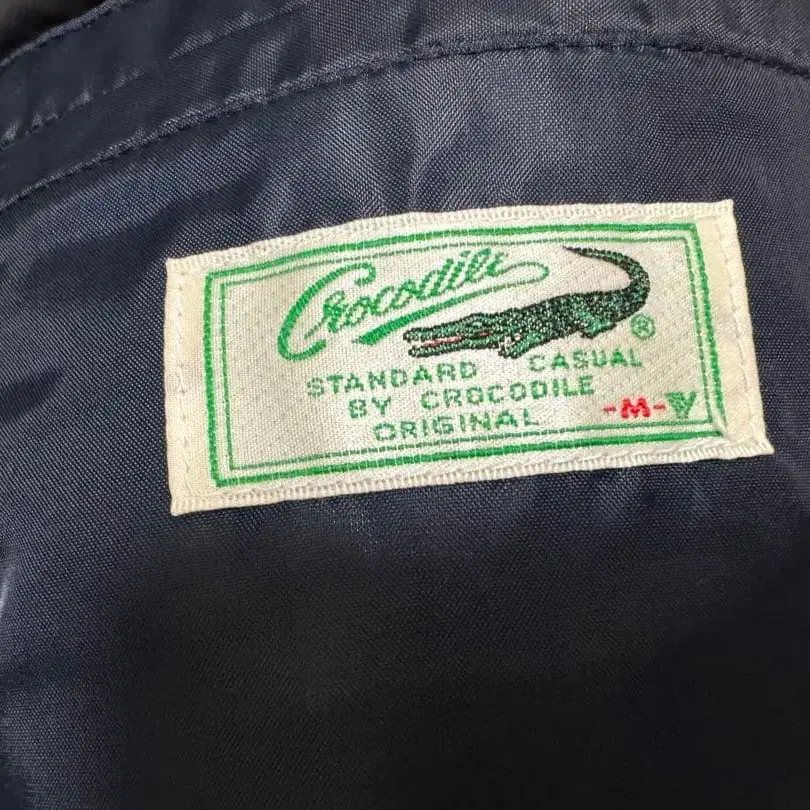 Crocodile
®
STANDARD CASUAL
BY CROCODILE
ORIGINAL
-M-